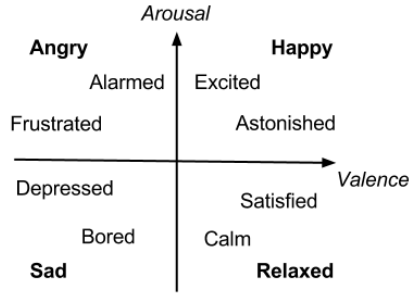 Arousal
Angry
Happy
Alarmed
Excited
Frustrated
Astonished
Valence
Depressed
Satisfied
Bored
Calm
Sad
Relaxed